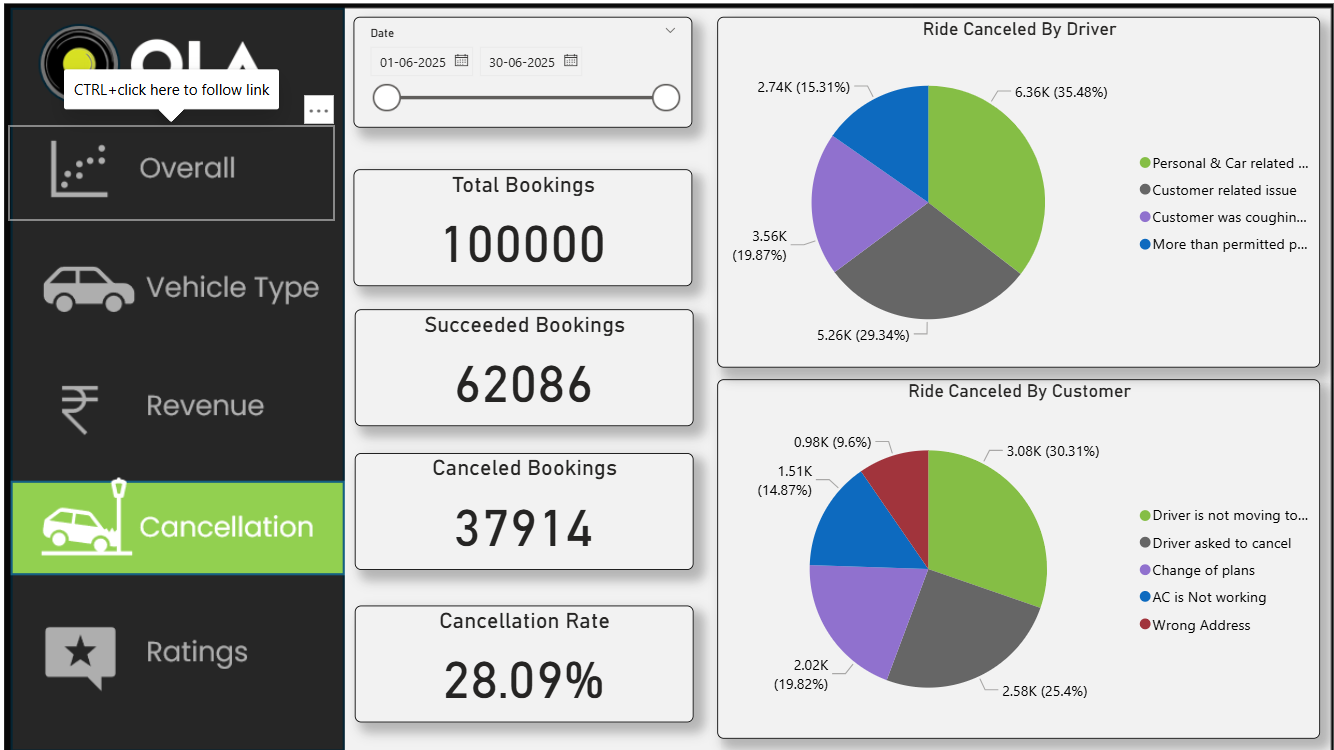 OLA
CTRL+click here to follow link
...
Overall
Vehicle Type
₹
Revenue
Cancellation
Ratings
Date
01-06-2025
30-06-2025
Total Bookings
100000
Succeeded Bookings
62086
Canceled Bookings
37914
Cancellation Rate
28.09%
Ride Canceled By Driver
2.74K (15.31%)
6.36K (35.48%)
3.56K
(19.87%)
5.26K (29.34%)
Personal & Car related ...
Customer related issue
Customer was coughin...
More than permitted p...
Ride Canceled By Customer
0.98K (9.6%)
3.08K (30.31%)
1.51K
(14.87%)
2.02K
(19.82%)
2.58K (25.4%)
Driver is not moving to...
Driver asked to cancel
Change of plans
AC is Not working
Wrong Address